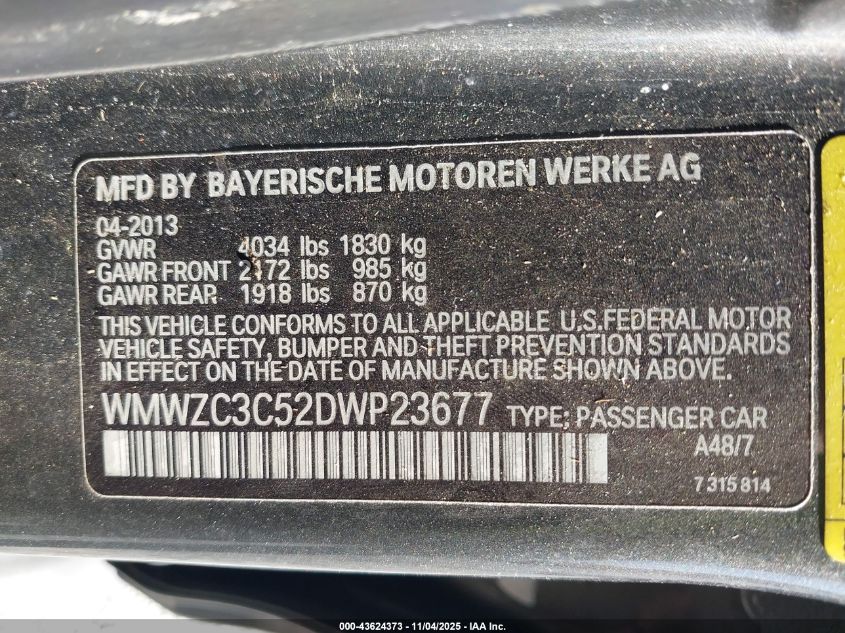 MFD BY BAYERISCHE MOTOREN WERKE AG
04-2013
GVWR 4034 lbs 1830 kg
GAWR FRONT 2172 lbs 985 kg
GAWR REAR 1918 lbs 870 kg
THIS VEHICLE CONFORMS TO ALL APPLICABLE U.S.FEDERAL MOTOR
VEHICLE SAFETY, BUMPER AND THEFT PREVENTION STANDARDS
IN EFFECT ON THE DATE OF MANUFACTURE SHOWN ABOVE.
WMWZC3C52DWP23677 TYPE; PASSENGER CAR
A48/7
7 315 814
000-43624373 — 11/04/2025 — IAA Inc.